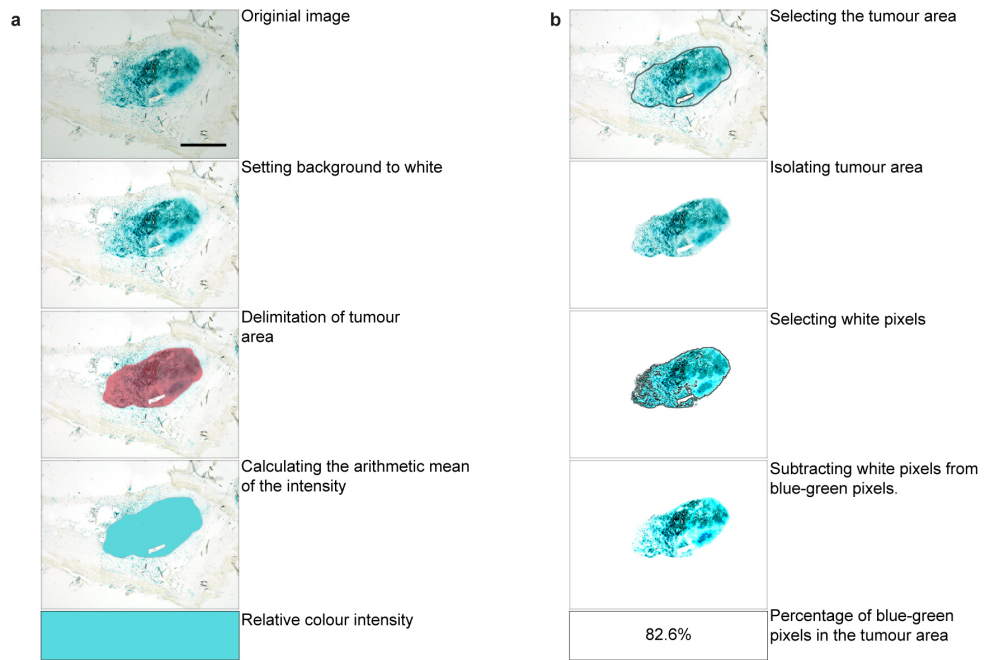 a
Originial image
Setting background to white
Delimitation of tumour
area
Calculating the arithmetic mean
of the intensity
Relative colour intensity
b
Selecting the tumour area
Isolating tumour area
Selecting white pixels
Subtracting white pixels from
blue-green pixels.
82.6%
Percentage of blue-green
pixels in the tumour area